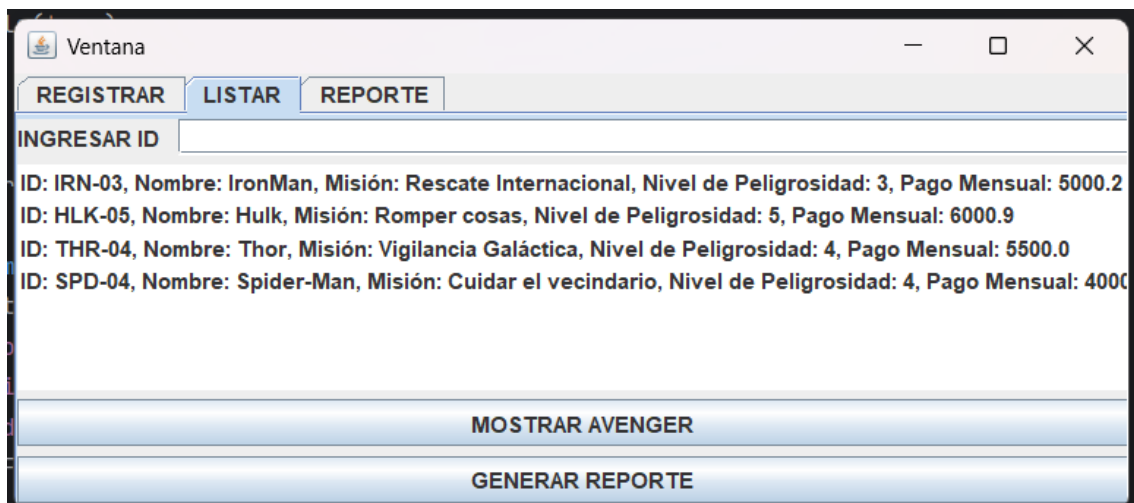 Ventana
REGISTRAR LISTAR REPORTE
INGRESAR ID
ID: IRN-03, Nombre: IronMan, Misión: Rescate Internacional, Nivel de Peligrosidad: 3, Pago Mensual: 5000.2
ID: HLK-05, Nombre: Hulk, Misión: Romper cosas, Nivel de Peligrosidad: 5, Pago Mensual: 6000.9
ID: THR-04, Nombre: Thor, Misión: Vigilancia Galáctica, Nivel de Peligrosidad: 4, Pago Mensual: 5500.0
ID: SPD-04, Nombre: Spider-Man, Misión: Cuidar el vecindario, Nivel de Peligrosidad: 4, Pago Mensual:
MOSTRAR AVENGER
GENERAR REPORTE